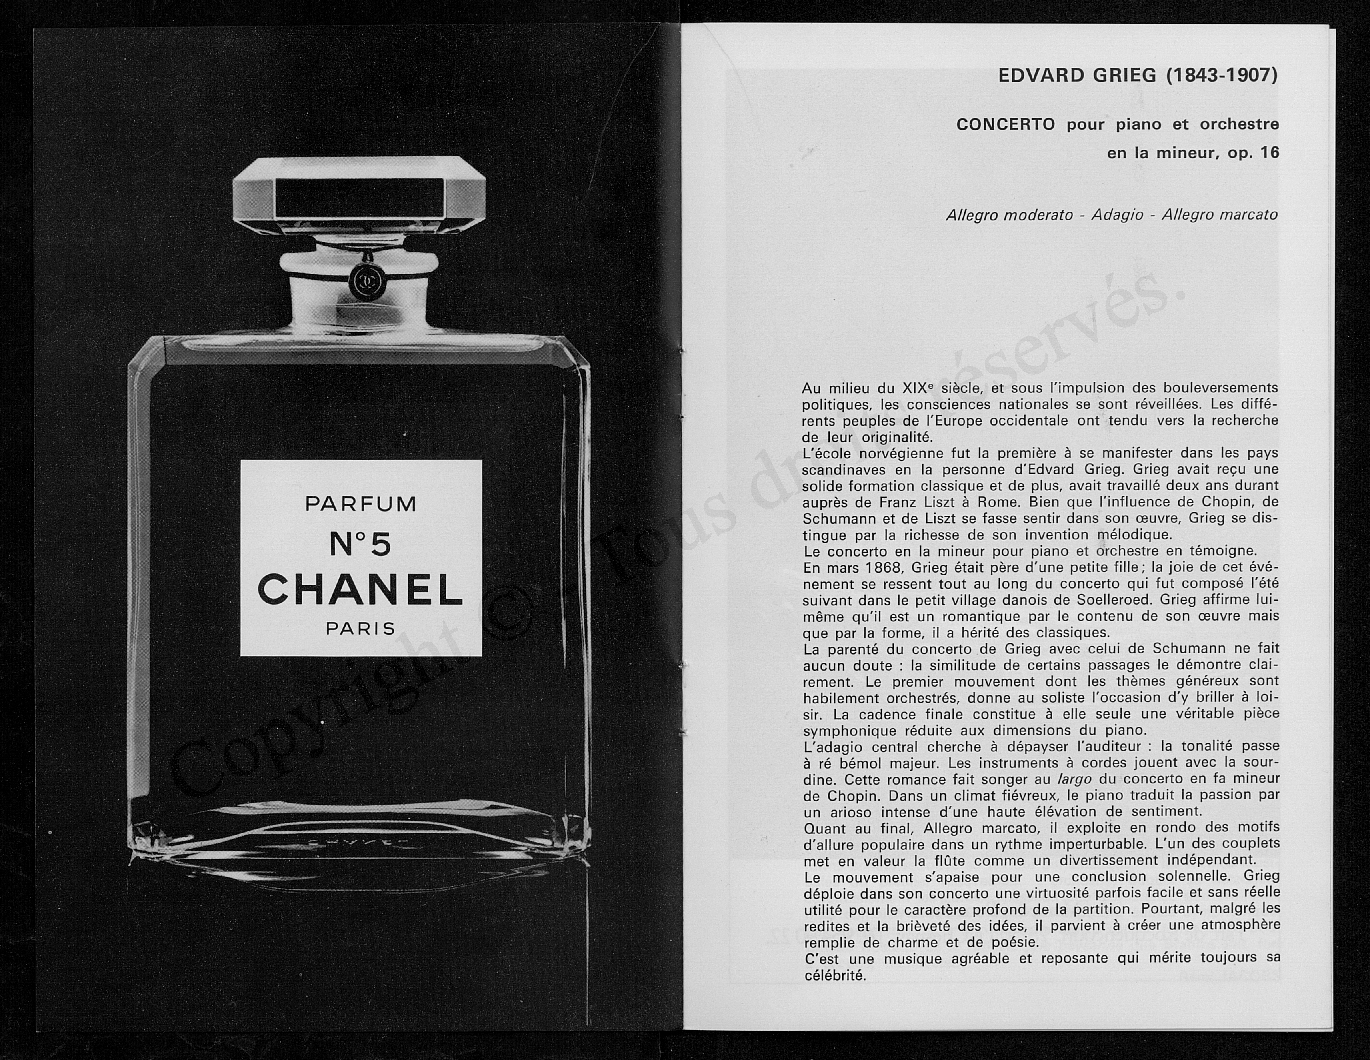 PARFUM
N°5
CHANEL
PARIS
EDVARD GRIEG (1843-1907)
CONCERTO pour piano et orchestre
en la mineur, op. 16
Allegro moderato - Adagio - Allegro marcato
Au milieu du XIXe siècle, et sous l'impulsion des bouleversements
politiques, les consciences nationales se sont réveillées. Les diffé-
rents peuples de l'Europe occidentale ont tendu vers la recherche
de leur originalité.
L'école norvégienne fut la première à se manifester dans les pays
scandinaves en la personne d'Edvard Grieg. Grieg avait reçu une
solide formation classique et de plus, avait travaillé deux ans durant
auprès de Franz Liszt à Rome. Bien que l'influence de Chopin, de
Schumann et de Liszt se fasse sentir dans son œuvre, Grieg se dis-
tingue par la richesse de son invention mélodique.
Le concerto en la mineur pour piano et orchestre en témoigne.
En mars 1868, Grieg était père d'une petite fille; la joie de cet évé-
nement se ressent tout au long du concerto qui fut composé l'été
suivant dans le petit village danois de Soelleroed. Grieg affirme lui-
même qu'il est un romantique par le contenu de son œuvre mais
que par la forme, il a hérité des classiques.
La parenté du concerto de Grieg avec celui de Schumann ne fait
aucun doute : la similitude de certains passages le démontre clai-
rement. Le premier mouvement dont les thèmes généreux sont
habilement orchestrés, donne au soliste l'occasion d'y briller à loi-
sir. La cadence finale constitue à elle seule une véritable pièce
symphonique réduite aux dimensions du piano.
L'adagio central cherche à dépayser l'auditeur : la tonalité passe
à ré bémol majeur. Les instruments à cordes jouent avec la sour-
dine. Cette romance fait songer au largo du concerto en fa mineur
de Chopin. Dans un climat fiévreux, le piano traduit la passion par
un arioso intense d'une haute élévation de sentiment.
Quant au final, Allegro marcato, il exploite en rondo des motifs
d'allure populaire dans un rythme imperturbable. L'un des couplets
met en valeur la flûte comme un divertissement indépendant.
Le mouvement s'apaise pour une conclusion solennelle. Grieg
déploie dans son concerto une virtuosité parfois facile et sans réelle
utilité pour le caractère profond de la partition. Pourtant, malgré les
redites et la brièveté des idées, il parvient à créer une atmosphère
remplie de charme et de poésie.
C'est une musique agréable et reposante qui mérite toujours sa
célébrité.
Copyright © Tous droits réservés.